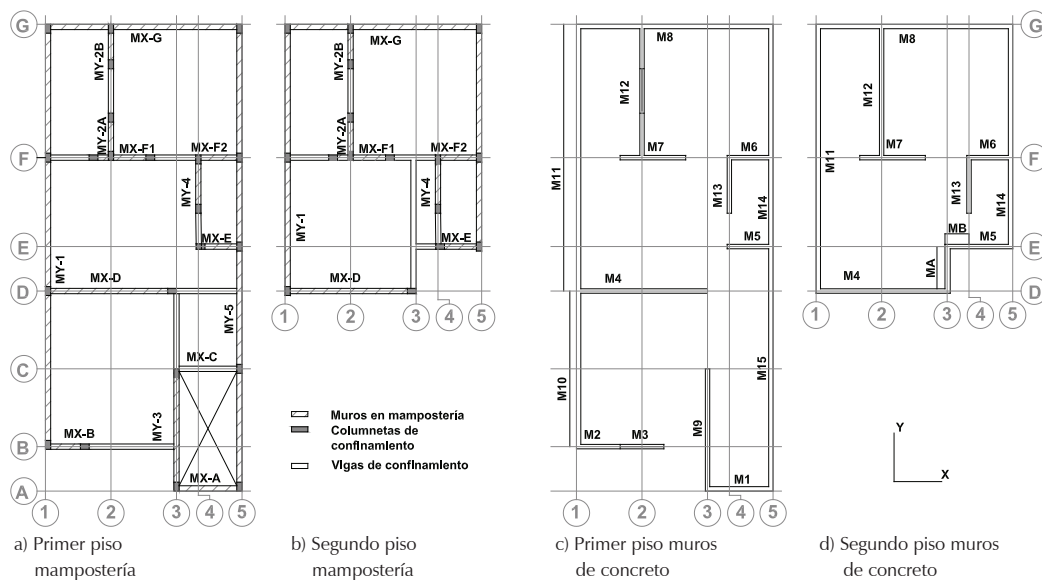 G
F
E
D
C
B
A
MX-G
MY-2B
MY-2A
MX-F1
MX-F2
MY-4
MX-E
MY-1
MX-D
MY-5
MX-C
MY-3
MX-B
MX-A
1
2
3
4
5
a) Primer piso
mampostería
MX-G
MY-2B
MY-2A
MX-F1
MX-F2
MY-4
MX-E
MY-1
MX-D
1
2
3
4
5
Muros en mampostería
Columnetas de
confinamiento
Vigas de confinamiento
b) Segundo piso
mampostería
M8
M12
M7
M6
M11
M13
M14
M5
M4
M15
M10
M9
M2
M3
M1
1
2
3
4
5
c) Primer piso muros
de concreto
G
F
E
D
M8
M12
M11
M7
M6
M13
M14
MB
M5
MA
M4
1
2
3
4
5
Y
X
d) Segundo piso muros
de concreto